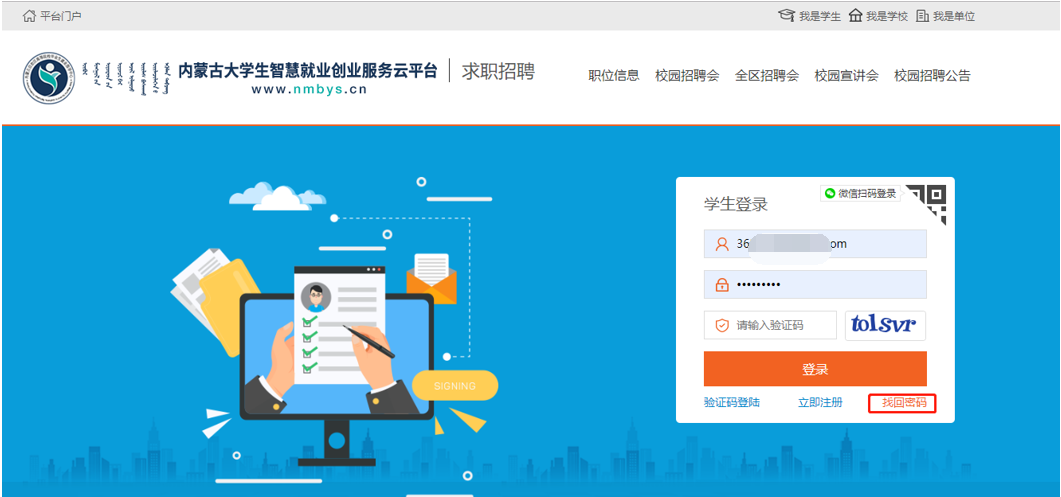 平台门户
我是学生 我是学校 我是单位
内蒙古大学生智慧就业创业服务云平台 求职招聘
www.nmbys.cn
职位信息 校园招聘会 全区招聘会 校园宣讲会 校园招聘公告
微信扫码登录
学生登录
36 om
•••••••••
请输入验证码 tolsvr
登录
验证码登陆 立即注册 找回密码
SIGNING